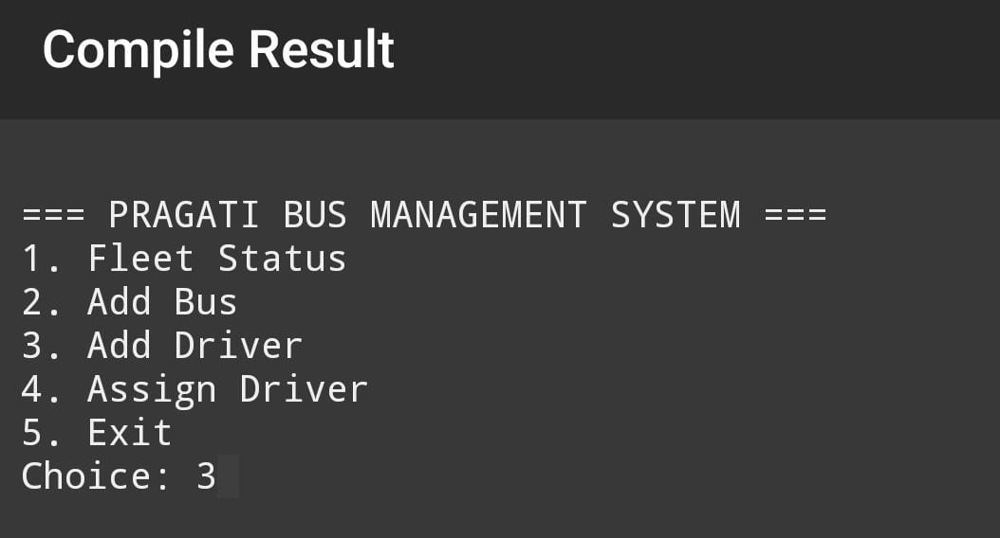 Compile Result
=== PRAGATI BUS MANAGEMENT SYSTEM ===
1. Fleet Status
2. Add Bus
3. Add Driver
4. Assign Driver
5. Exit
Choice: 3